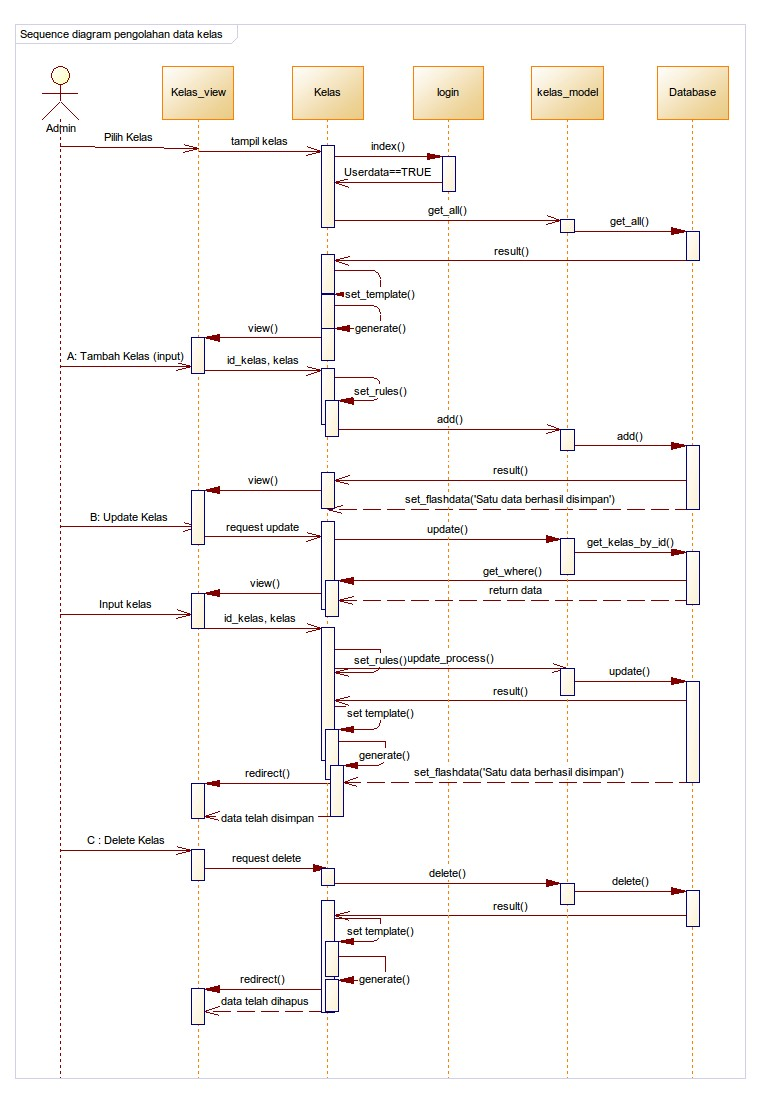 Sequence diagram pengolahan data kelas
Kelas_view
Kelas
login
kelas_model
Database
Admin
Pilih Kelas
tampil kelas
index()
Userdata==TRUE
get_all()
get_all()
result()
set_template()
generate()
view()
A: Tambah Kelas (input)
id_kelas, kelas
set_rules()
add()
add()
result()
view()
set_flashdata('Satu data berhasil disimpan')
B: Update Kelas
request update
update()
get_kelas_by_id()
get_where()
view()
return data
Input kelas
id_kelas, kelas
set_rules()
update_process()
update()
result()
set template()
generate()
redirect()
set_flashdata('Satu data berhasil disimpan')
data telah disimpan
C : Delete Kelas
request delete
delete()
delete()
result()
set template()
generate()
redirect()
data telah dihapus